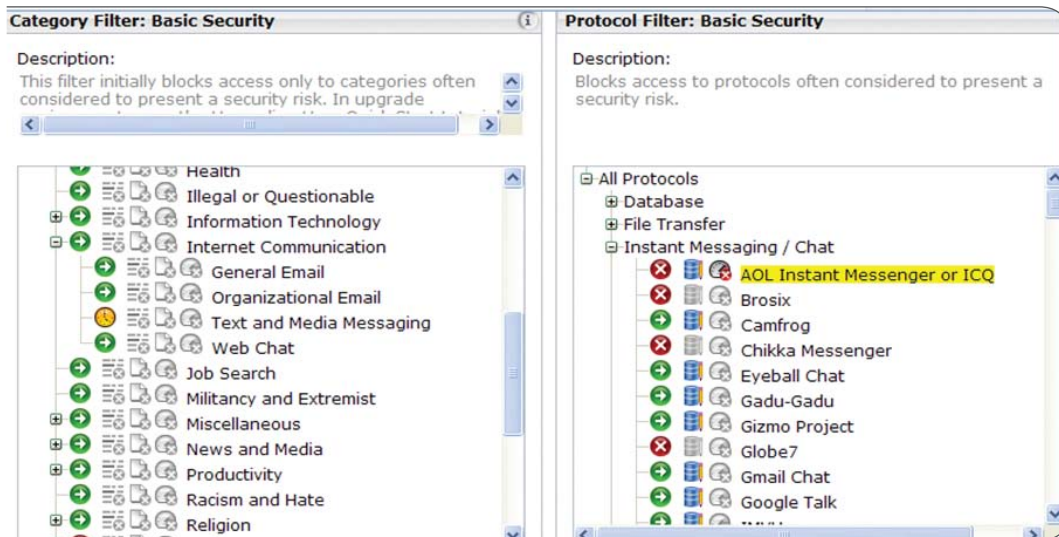 Category Filter: Basic Security
Description:
This filter initially blocks access only to categories often
considered to present a security risk. In upgrade
Health
Illegal or Questionable
Information Technology
Internet Communication
General Email
Organizational Email
Text and Media Messaging
Web Chat
Job Search
Militancy and Extremist
Miscellaneous
News and Media
Productivity
Racism and Hate
Religion
Protocol Filter: Basic Security
Description:
Blocks access to protocols often considered to present a
security risk.
All Protocols
Database
File Transfer
Instant Messaging / Chat
AOL Instant Messenger or ICQ
Brosix
Camfrog
Chikka Messenger
Eyeball Chat
Gadu-Gadu
Gizmo Project
Globe7
Gmail Chat
Google Talk